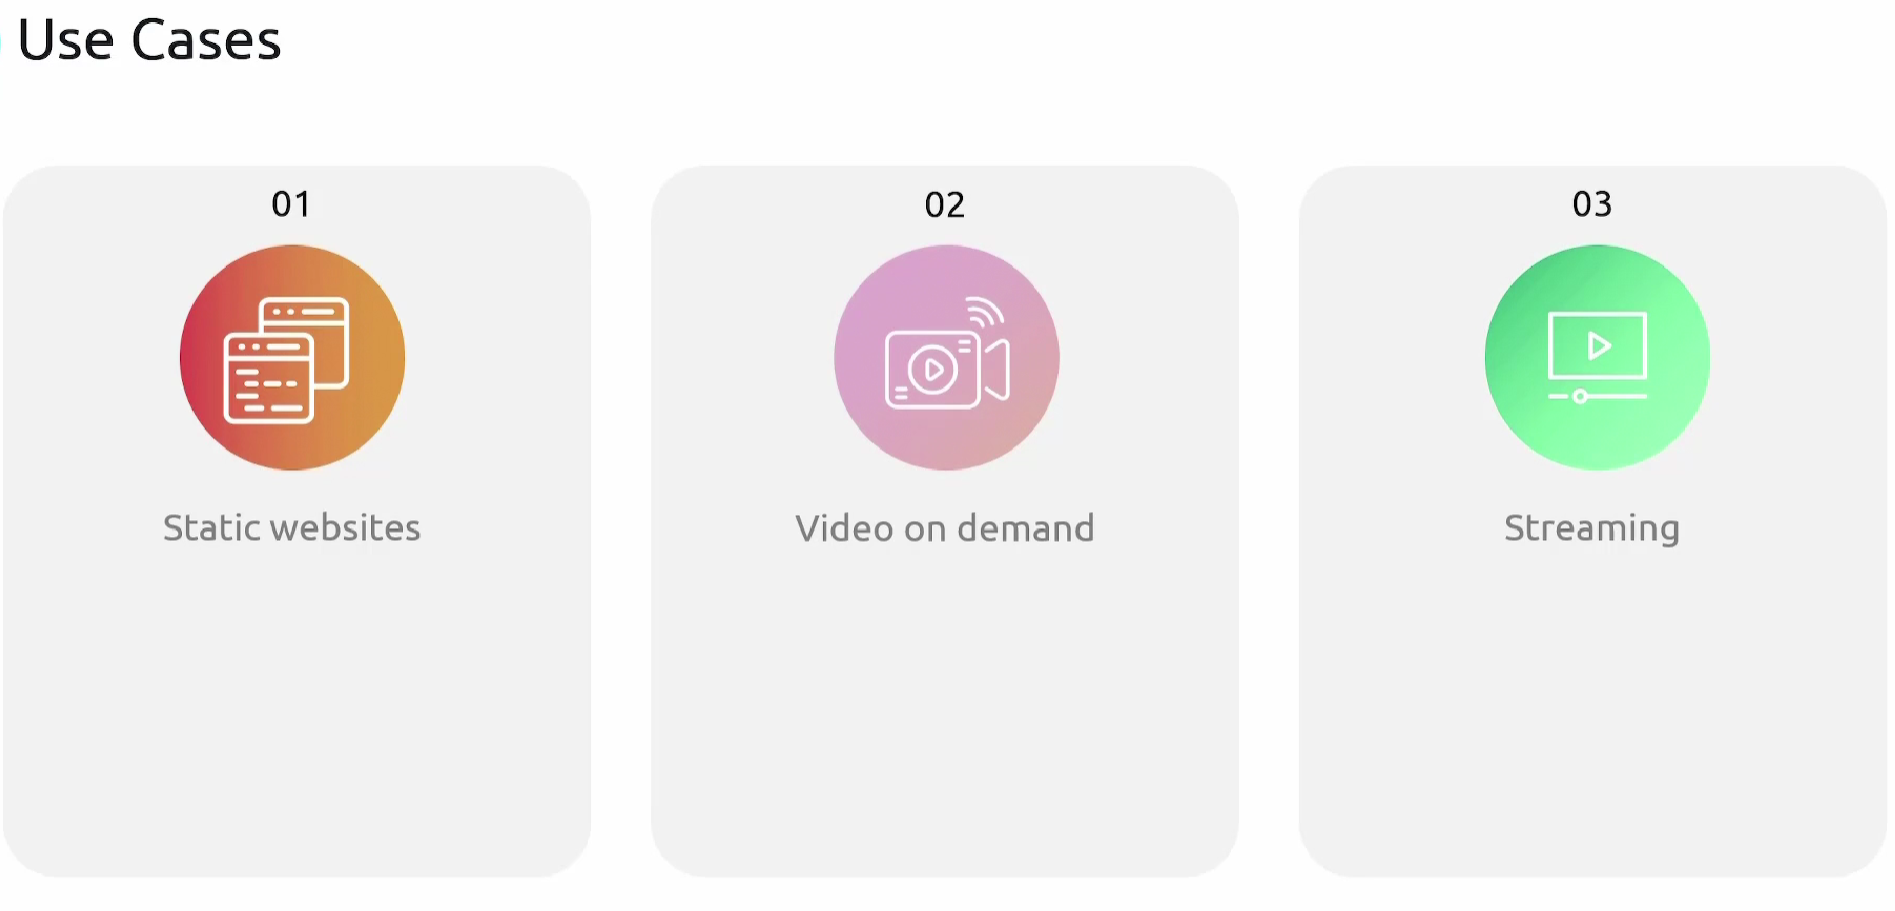 Use Cases
01
Static websites
02
Video on demand
03
Streaming